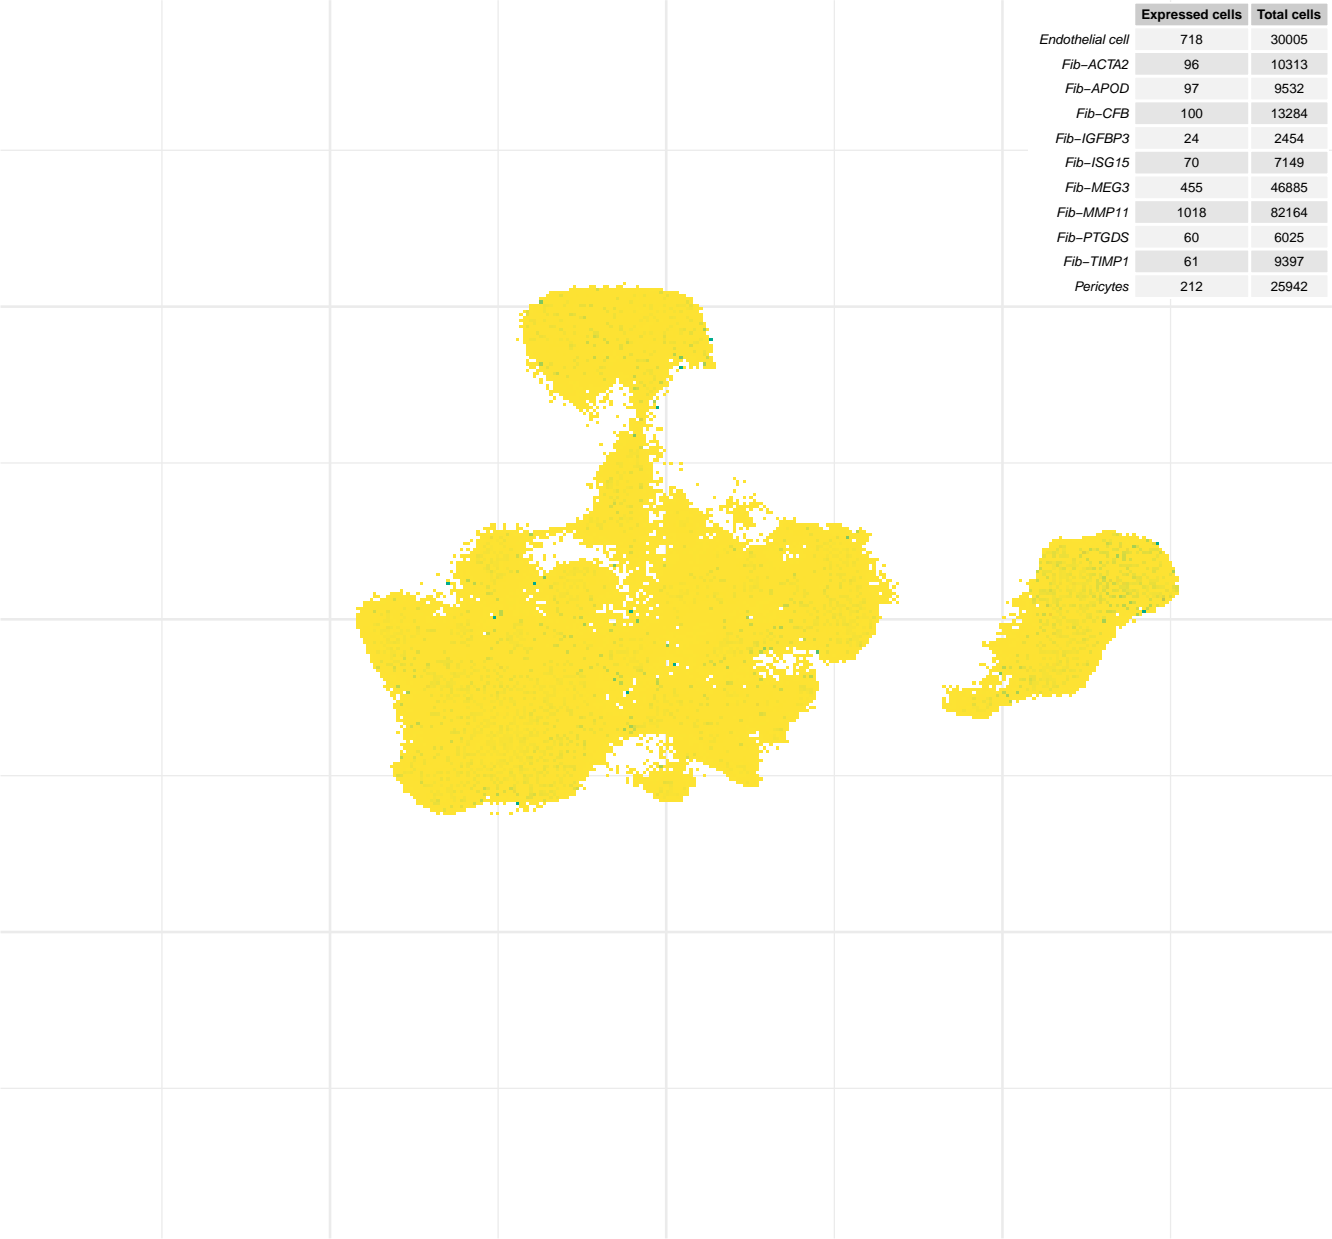 Expressed cells Total cells
Endothelial cell 718 30005
Fib−ACTA2 96 10313
Fib−APOD 97 9532
Fib−CFB 100 13284
Fib−IGFBP3 24 2454
Fib−ISG15 70 7149
Fib−MEG3 455 46885
Fib−MMP11 1018 82164
Fib−PTGDS 60 6025
Fib−TIMP1 61 9397
Pericytes 212 25942